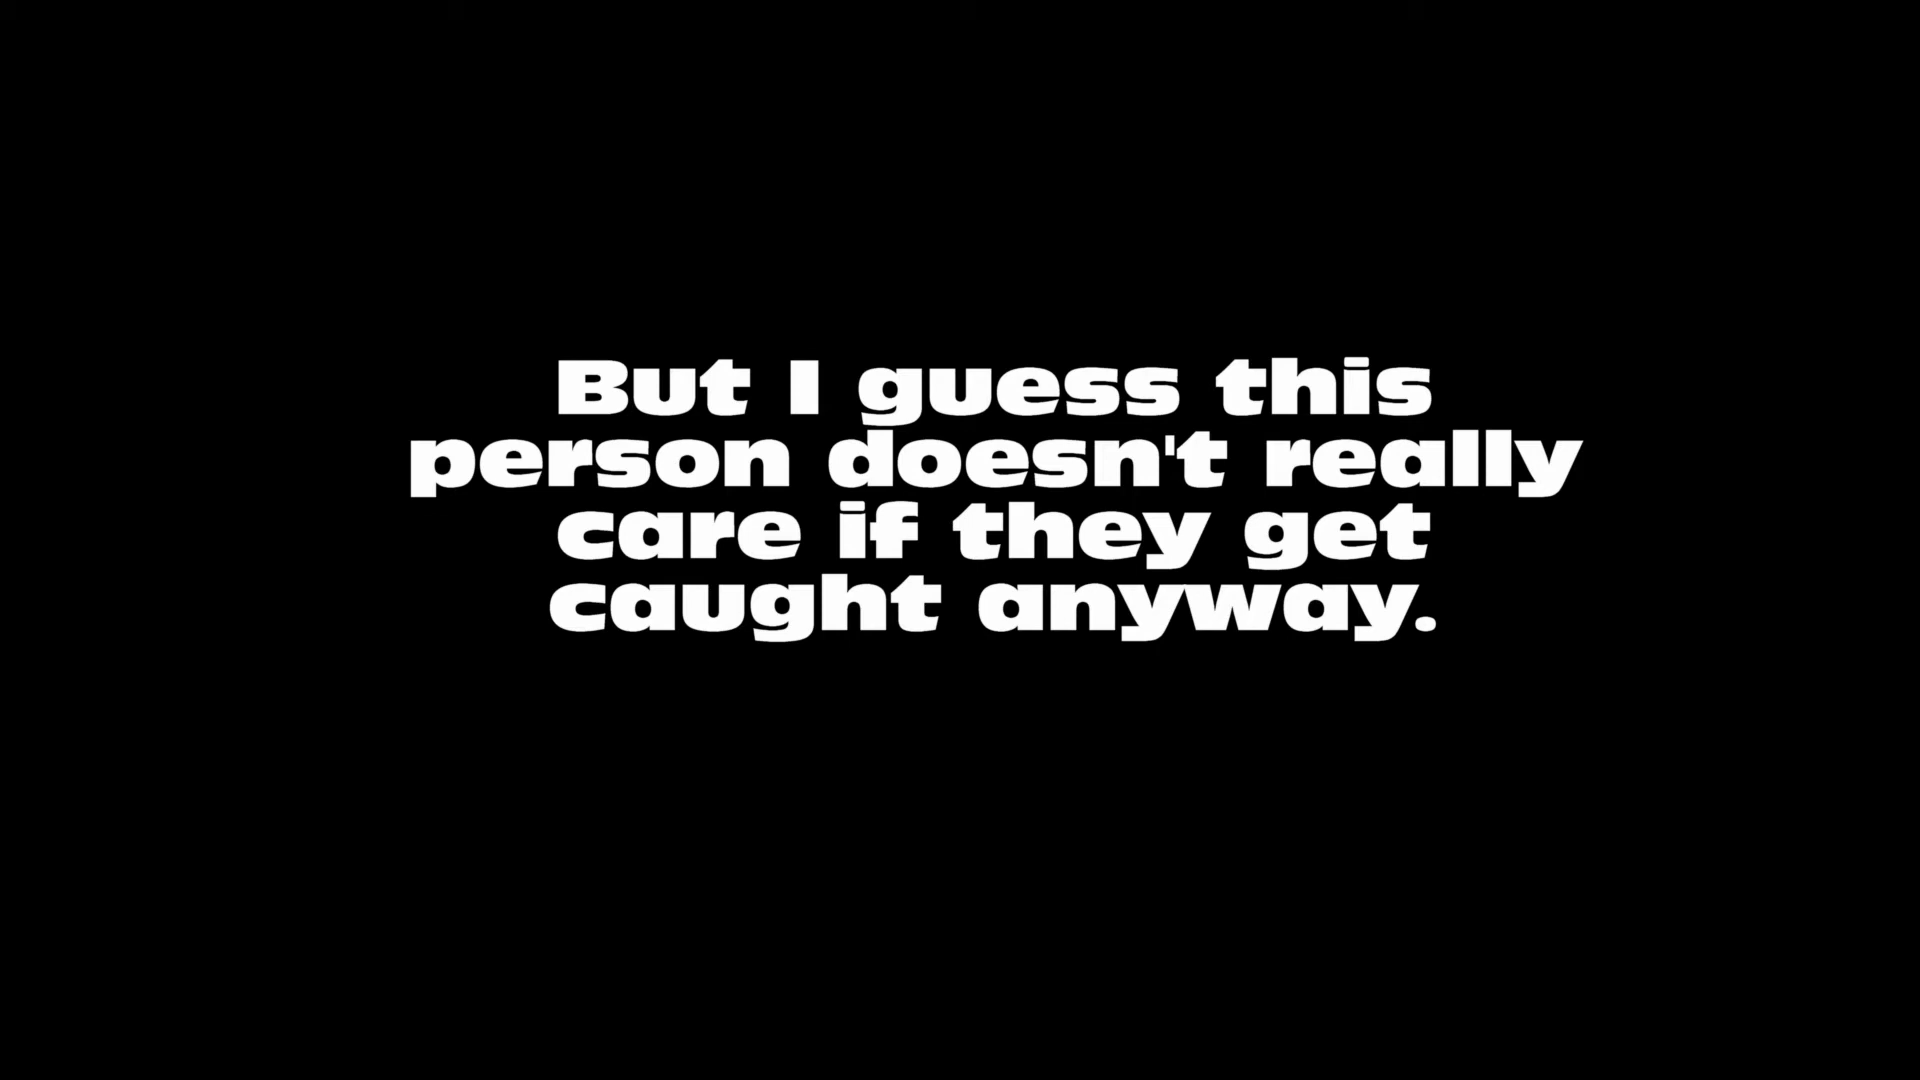 But I guess this
person doesn't really
care if they get
caught anyway.